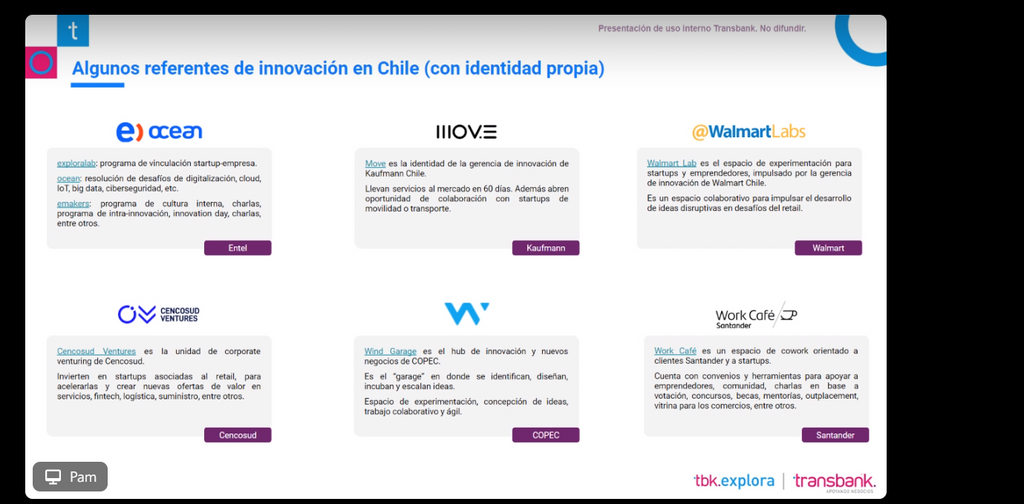 t
Presentación de uso interno Transbank. No difundir.
Algunos referentes de innovación en Chile (con identidad propia)
e) ocean
exploralab: programa de vinculación startup-empresa.
ocean: resolución de desafíos de digitalización, cloud,
IoT, big data, ciberseguridad, etc.
emakers: programa de cultura interna, charlas,
programa de intra-innovación, innovation day, charlas,
entre otros.
Entel
MOVE
Move es la identidad de la gerencia de innovación de
Kaufmann Chile.
Llevan servicios al mercado en 60 días. Además abren
oportunidad de colaboración con startups de
movilidad o transporte.
Kaufmann
@WalmartLabs
Walmart Lab es el espacio de experimentación para
startups y emprendedores, impulsado por la gerencia
de innovación de Walmart Chile.
Es un espacio colaborativo para impulsar el desarrollo
de ideas disruptivas en desafíos del retail.
Walmart
CENCOSUD
VENTURES
Cencosud Ventures es la unidad de corporate
venturing de Cencosud.
Invierten en startups asociadas al retail, para
acelerarlas y crear nuevas ofertas de valor en
servicios, fintech, logística, suministro, entre otros.
Cencosud
Wind Garage es el hub de innovación y nuevos
negocios de COPEC.
Es el "garage" en donde se identifican, diseñan,
incuban y escalan ideas.
Espacio de experimentación, concepción de ideas,
trabajo colaborativo y ágil.
COPEC
Work Café
Santander
Work Café es un espacio de cowork orientado a
clientes Santander y a startups.
Cuenta con convenios y herramientas para apoyar a
emprendedores, comunidad, charlas en base a
votación, concursos, becas, mentorías, outplacement,
vitrina para los comercios, entre otros.
Santander
Pam
tbk.explora | transbank.
APOYAMOS NEGOCIOS